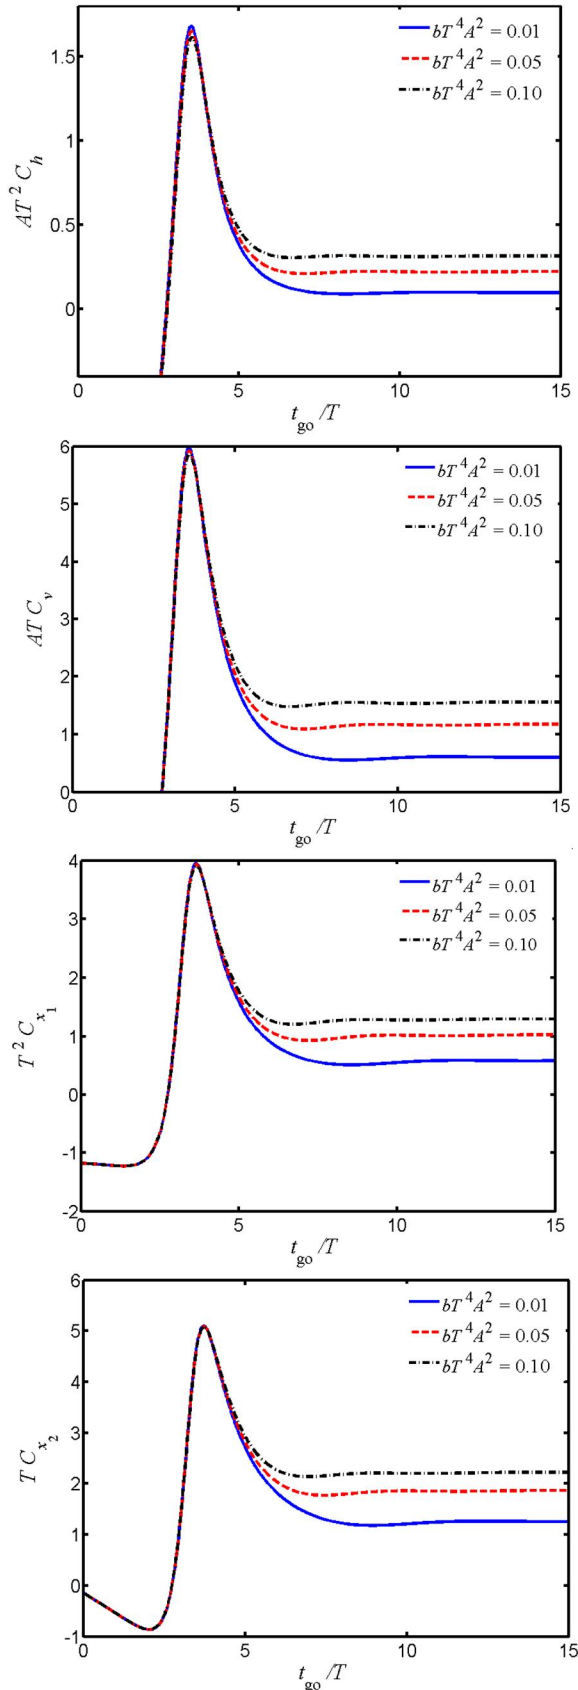 bT^4A^2 = 0.01
bT^4A^2 = 0.05
bT^4A^2 = 0.10
1.5
1
0.5
0
AT^2 C_h
0 5 10 15
t_go/T
bT^4A^2 = 0.01
bT^4A^2 = 0.05
bT^4A^2 = 0.10
6
5
4
3
2
1
0
AT C_v
0 5 10 15
t_go/T
bT^4A^2 = 0.01
bT^4A^2 = 0.05
bT^4A^2 = 0.10
4
3
2
1
0
-1
-2
T^2 C_x_1
0 5 10 15
t_go/T
bT^4A^2 = 0.01
bT^4A^2 = 0.05
bT^4A^2 = 0.10
6
5
4
3
2
1
0
-1
T C_x_2
0 5 10 15
t_go/T